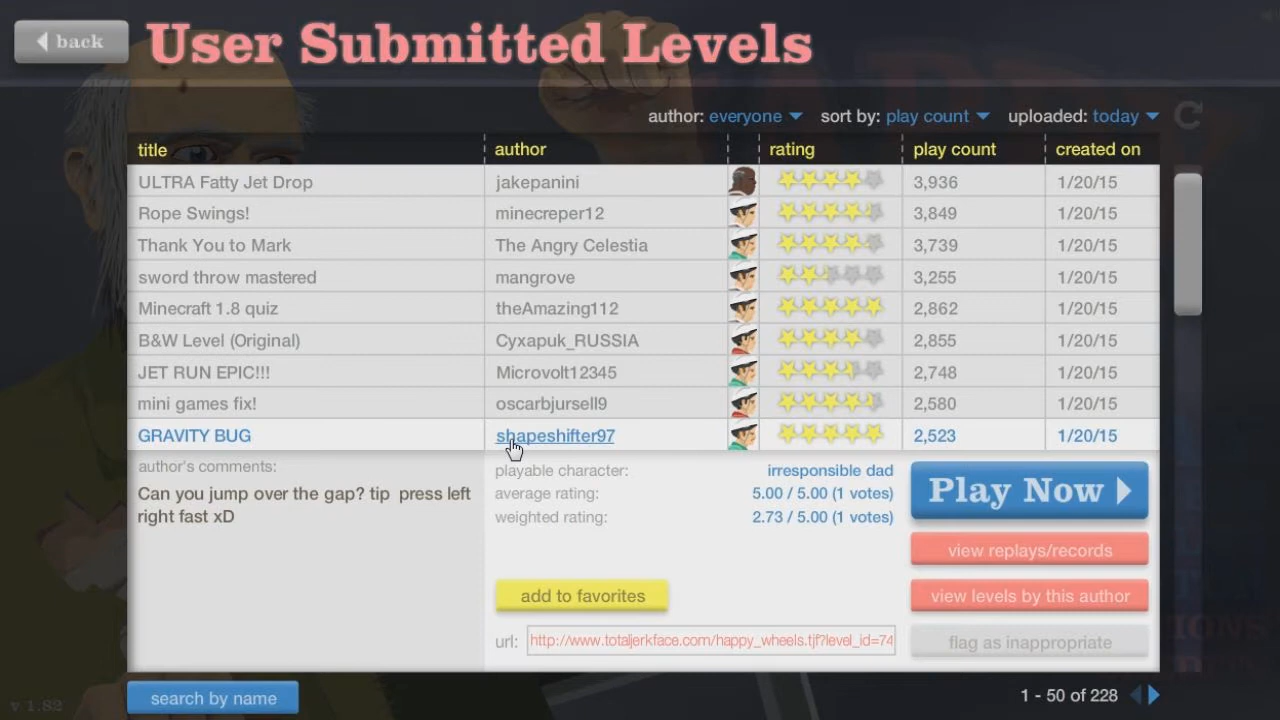 back
User Submitted Levels
author: everyone sort by: play count uploaded: today
title author rating play count created on
ULTRA Fatty Jet Drop jakepanini 3,936 1/20/15
Rope Swings! minecreper12 3,849 1/20/15
Thank You to Mark The Angry Celestia 3,739 1/20/15
sword throw mastered mangrove 3,255 1/20/15
Minecraft 1.8 quiz theAmazing112 2,862 1/20/15
B&W Level (Original) Cyxapuk_RUSSIA 2,855 1/20/15
JET RUN EPIC!!! Microvolt12345 2,748 1/20/15
mini games fix! oscarbjursell9 2,580 1/20/15
GRAVITY BUG shapeshifter97 2,523 1/20/15
author's comments:
Can you jump over the gap? tip press left
right fast xD
playable character: irresponsible dad
average rating: 5.00 / 5.00 (1 votes)
weighted rating: 2.73 / 5.00 (1 votes)
add to favorites
url: http://www.totaljerkface.com/happy_wheels.tjf?level_id=74
Play Now
view replays/records
view levels by this author
flag as inappropriate
v 1.82
search by name
1 - 50 of 228